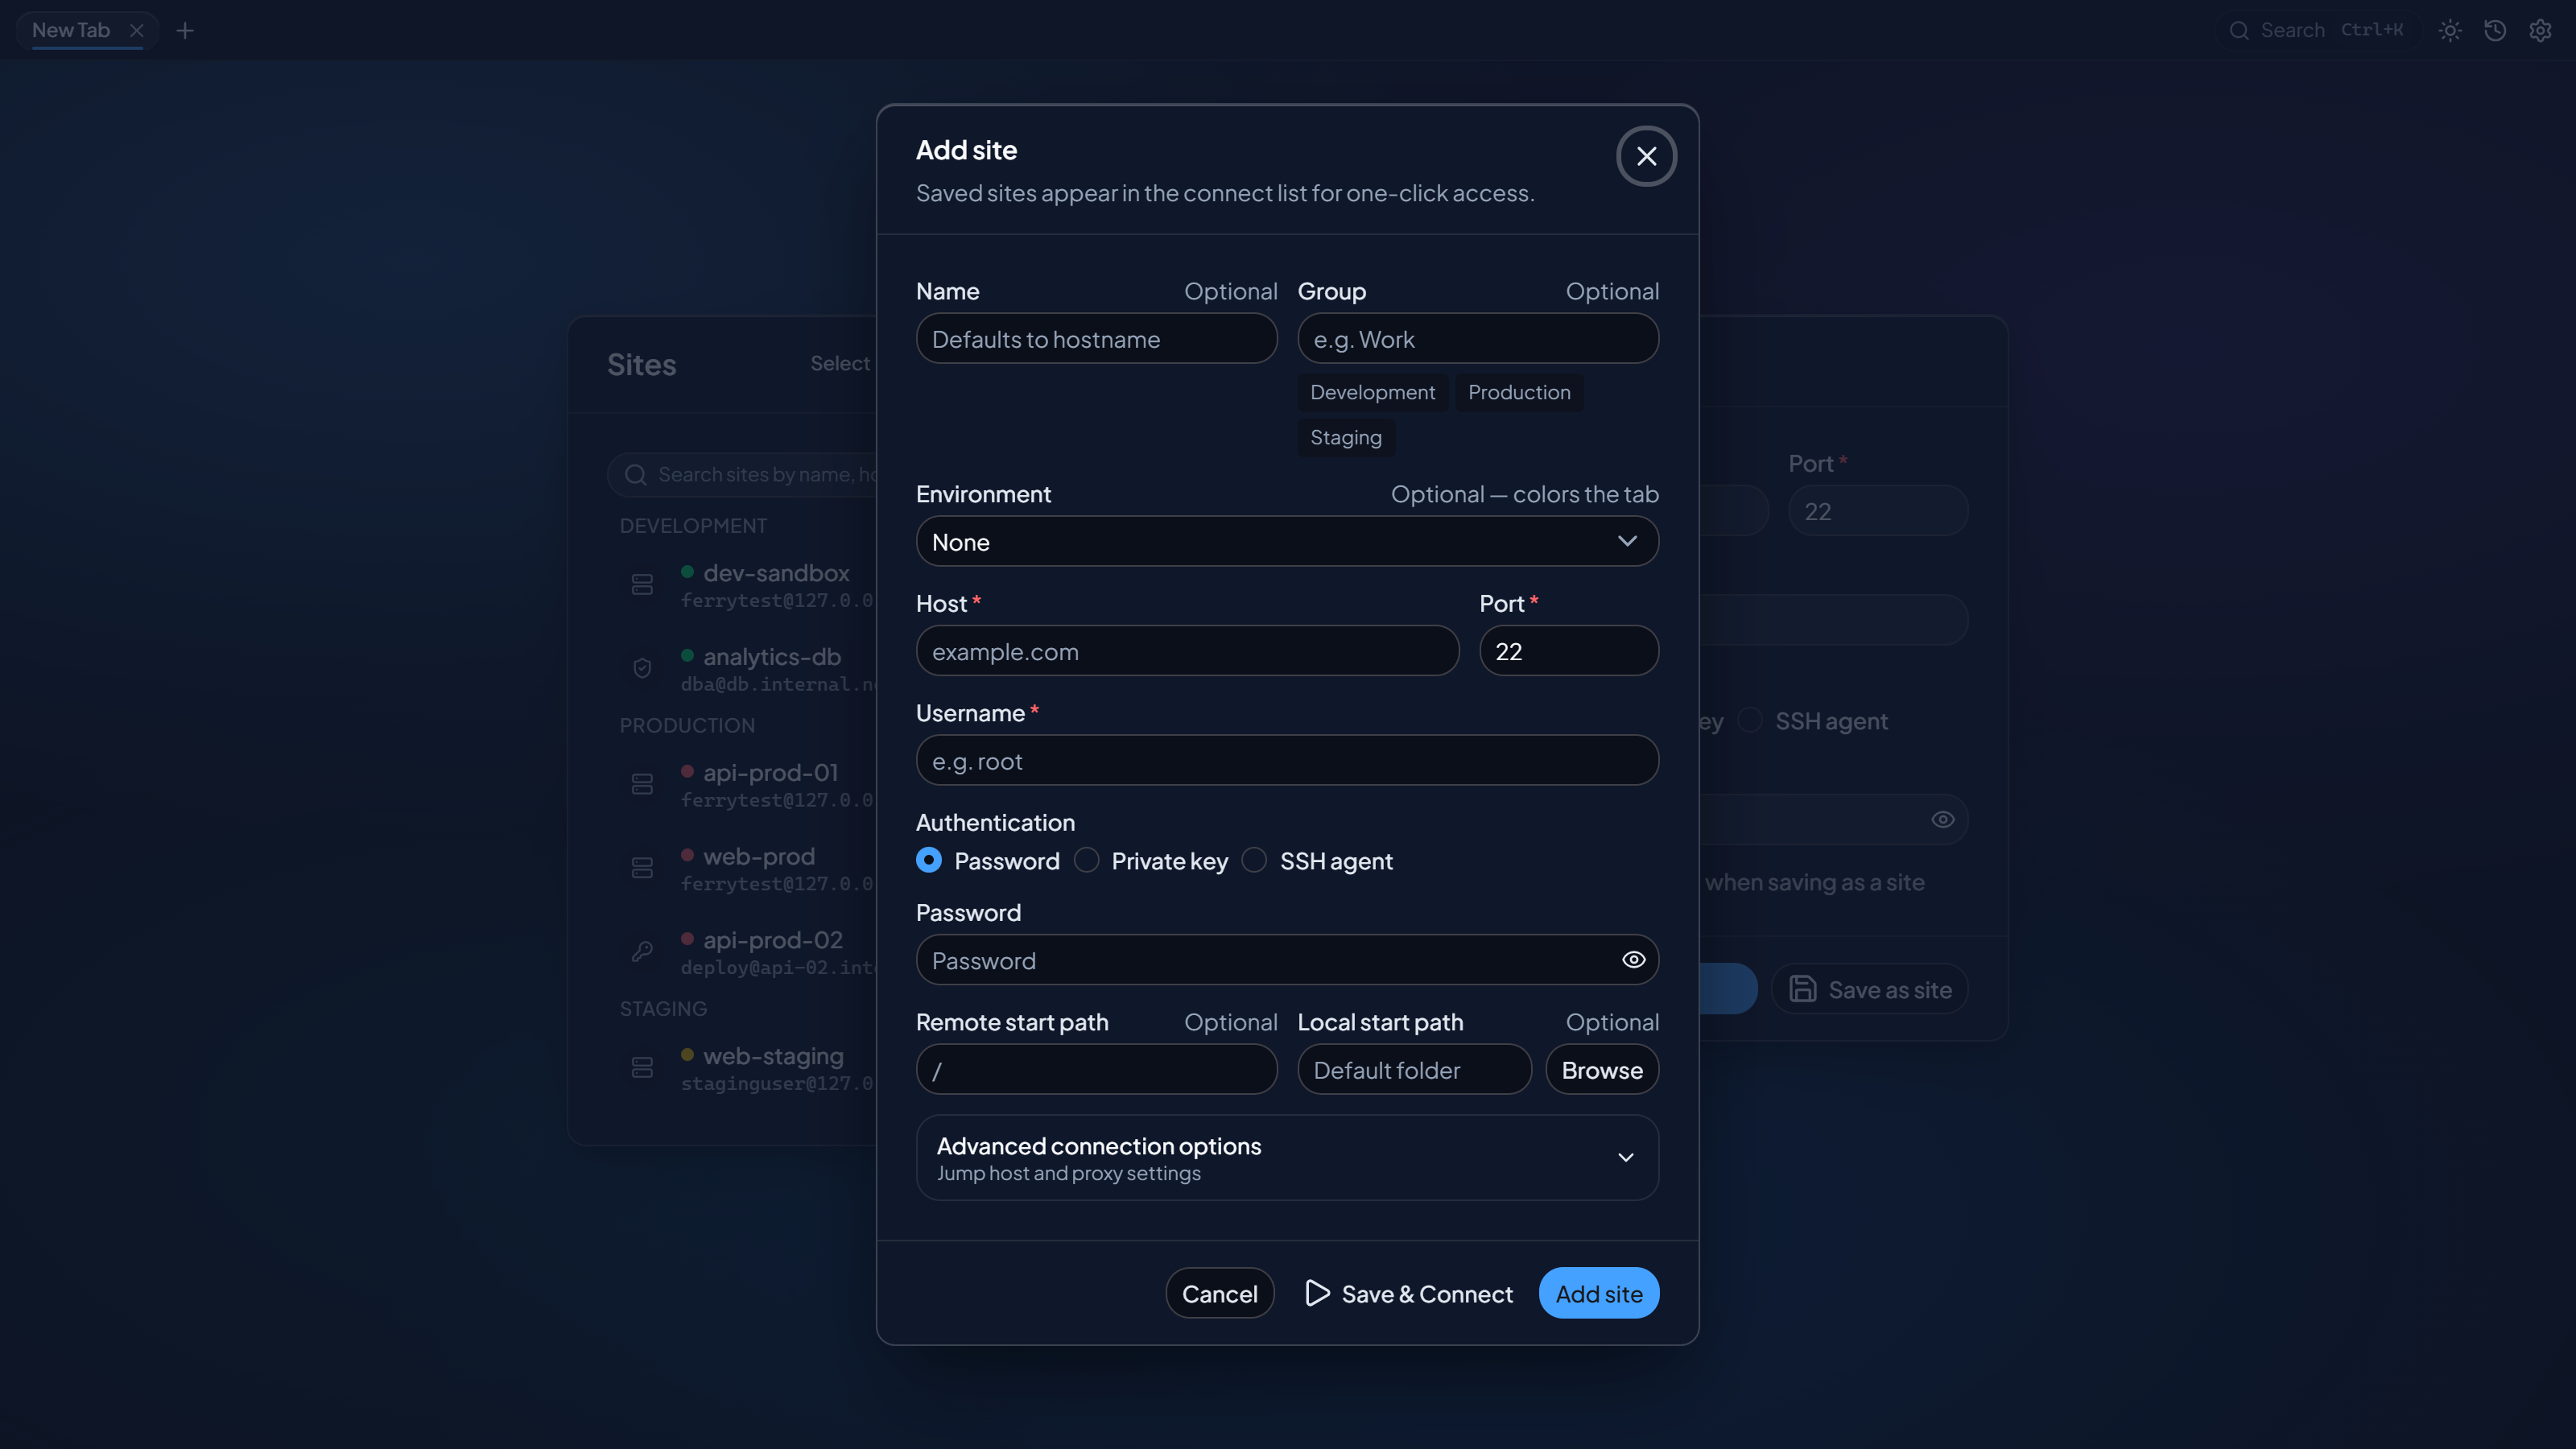 New Tab
Search Ctrl+K
Add site
Saved sites appear in the connect list for one-click access.
Name Optional Group Optional
Defaults to hostname e.g. Work
Development Production
Staging
Environment Optional — colors the tab
None
Host * Port *
example.com 22
Username *
e.g. root
Authentication
Password Private key SSH agent
Password
Password
Remote start path Optional Local start path Optional
/ Default folder Browse
Advanced connection options
Jump host and proxy settings
Cancel Save & Connect Add site
Sites Select
Search sites by name,
DEVELOPMENT
dev-sandbox
ferrytest@127.0.0
analytics-db
dba@db.internal.
PRODUCTION
api-prod-01
ferrytest@127.0.0
web-prod
ferrytest@127.0.0
api-prod-02
deploy@api-02.int
STAGING
web-staging
staginguser@127.0
Port *
22
ey SSH agent
when saving as a site
Save as site